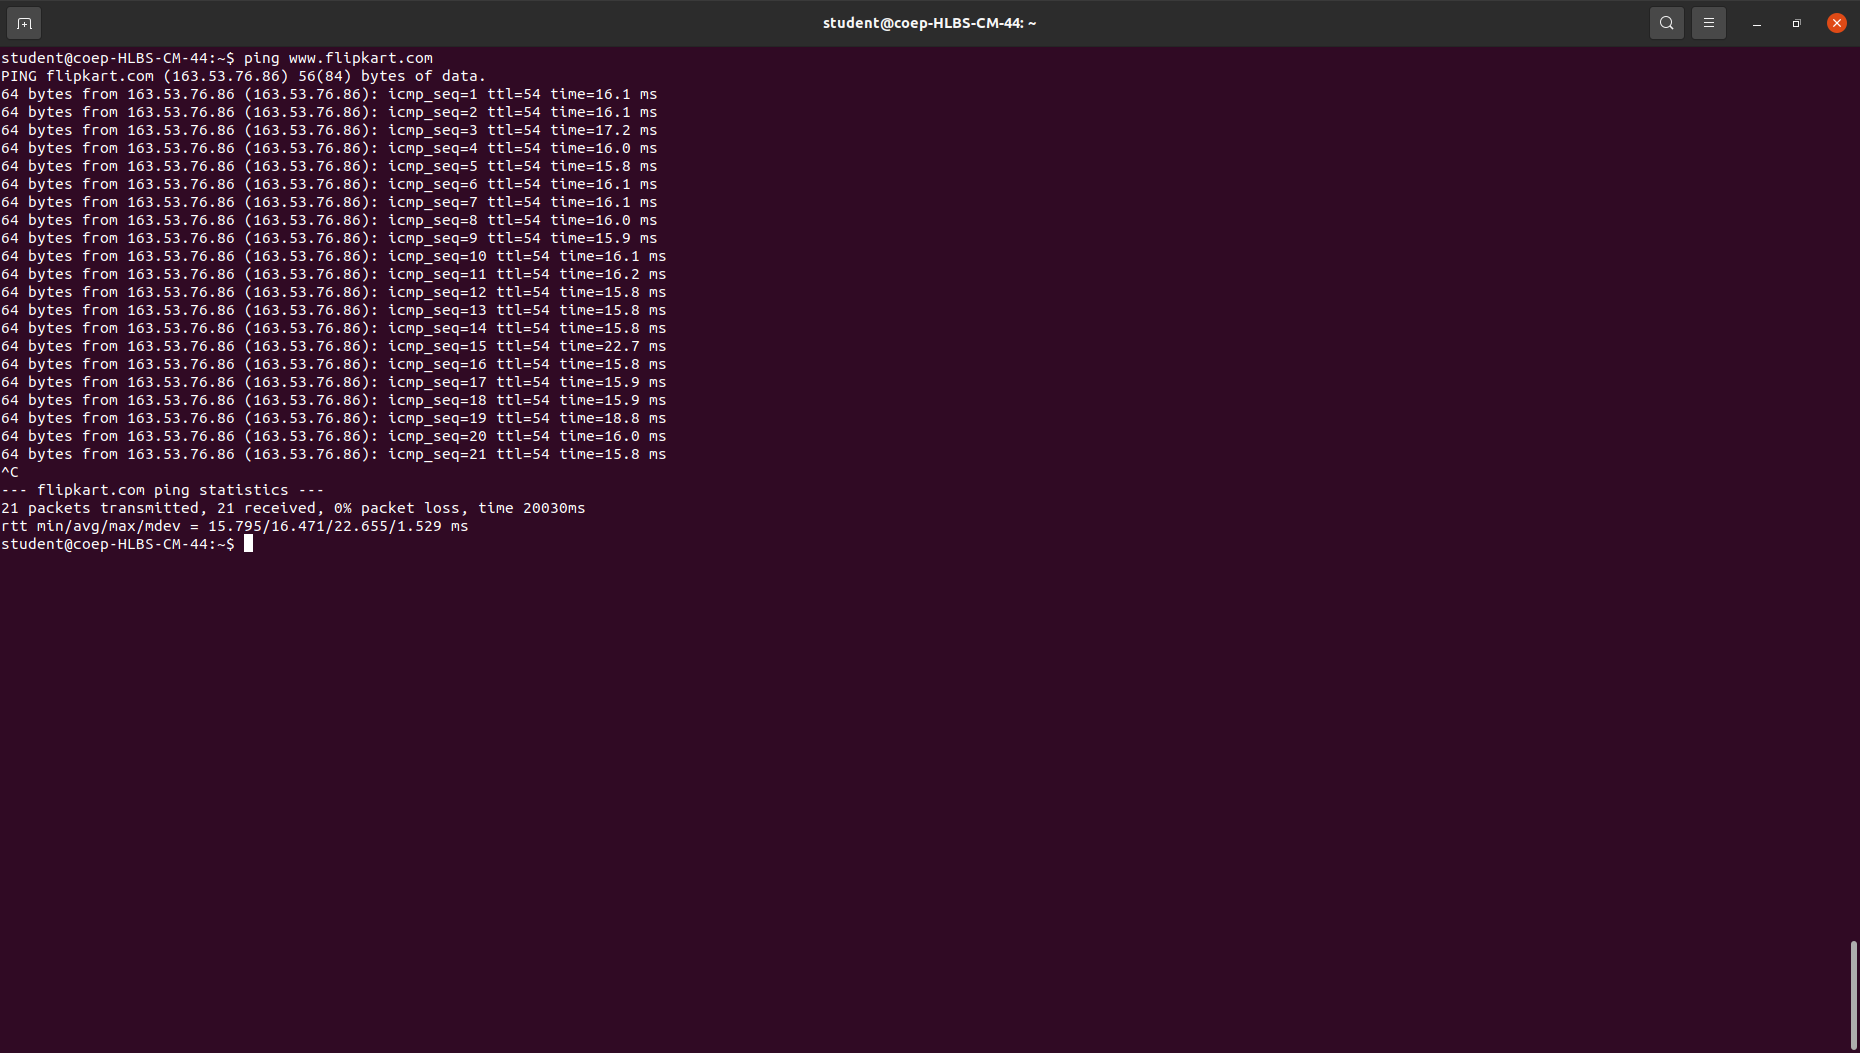 student@coep-HLBS-CM-44: ~
student@coep-HLBS-CM-44:~$ ping www.flipkart.com
PING flipkart.com (163.53.76.86) 56(84) bytes of data.
64 bytes from 163.53.76.86 (163.53.76.86): icmp_seq=1 ttl=54 time=16.1 ms
64 bytes from 163.53.76.86 (163.53.76.86): icmp_seq=2 ttl=54 time=16.1 ms
64 bytes from 163.53.76.86 (163.53.76.86): icmp_seq=3 ttl=54 time=17.2 ms
64 bytes from 163.53.76.86 (163.53.76.86): icmp_seq=4 ttl=54 time=16.0 ms
64 bytes from 163.53.76.86 (163.53.76.86): icmp_seq=5 ttl=54 time=15.8 ms
64 bytes from 163.53.76.86 (163.53.76.86): icmp_seq=6 ttl=54 time=16.1 ms
64 bytes from 163.53.76.86 (163.53.76.86): icmp_seq=7 ttl=54 time=16.1 ms
64 bytes from 163.53.76.86 (163.53.76.86): icmp_seq=8 ttl=54 time=16.0 ms
64 bytes from 163.53.76.86 (163.53.76.86): icmp_seq=9 ttl=54 time=15.9 ms
64 bytes from 163.53.76.86 (163.53.76.86): icmp_seq=10 ttl=54 time=16.1 ms
64 bytes from 163.53.76.86 (163.53.76.86): icmp_seq=11 ttl=54 time=16.2 ms
64 bytes from 163.53.76.86 (163.53.76.86): icmp_seq=12 ttl=54 time=15.8 ms
64 bytes from 163.53.76.86 (163.53.76.86): icmp_seq=13 ttl=54 time=15.8 ms
64 bytes from 163.53.76.86 (163.53.76.86): icmp_seq=14 ttl=54 time=15.8 ms
64 bytes from 163.53.76.86 (163.53.76.86): icmp_seq=15 ttl=54 time=22.7 ms
64 bytes from 163.53.76.86 (163.53.76.86): icmp_seq=16 ttl=54 time=15.8 ms
64 bytes from 163.53.76.86 (163.53.76.86): icmp_seq=17 ttl=54 time=15.9 ms
64 bytes from 163.53.76.86 (163.53.76.86): icmp_seq=18 ttl=54 time=15.9 ms
64 bytes from 163.53.76.86 (163.53.76.86): icmp_seq=19 ttl=54 time=18.8 ms
64 bytes from 163.53.76.86 (163.53.76.86): icmp_seq=20 ttl=54 time=16.0 ms
64 bytes from 163.53.76.86 (163.53.76.86): icmp_seq=21 ttl=54 time=15.8 ms
^C
--- flipkart.com ping statistics ---
21 packets transmitted, 21 received, 0% packet loss, time 20030ms
rtt min/avg/max/mdev = 15.795/16.471/22.655/1.529 ms
student@coep-HLBS-CM-44:~$